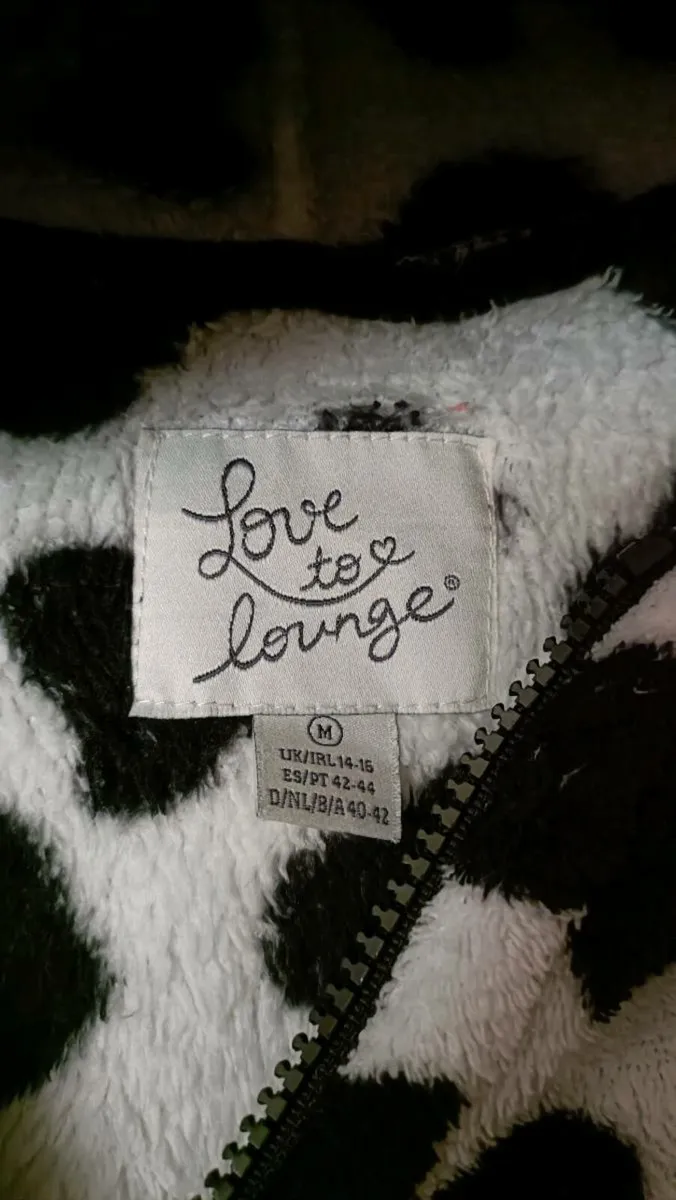 Love
to
lounge®
M
UK/IRL 14-16
ES/PT 42-44
D/NL/B/A 40-42